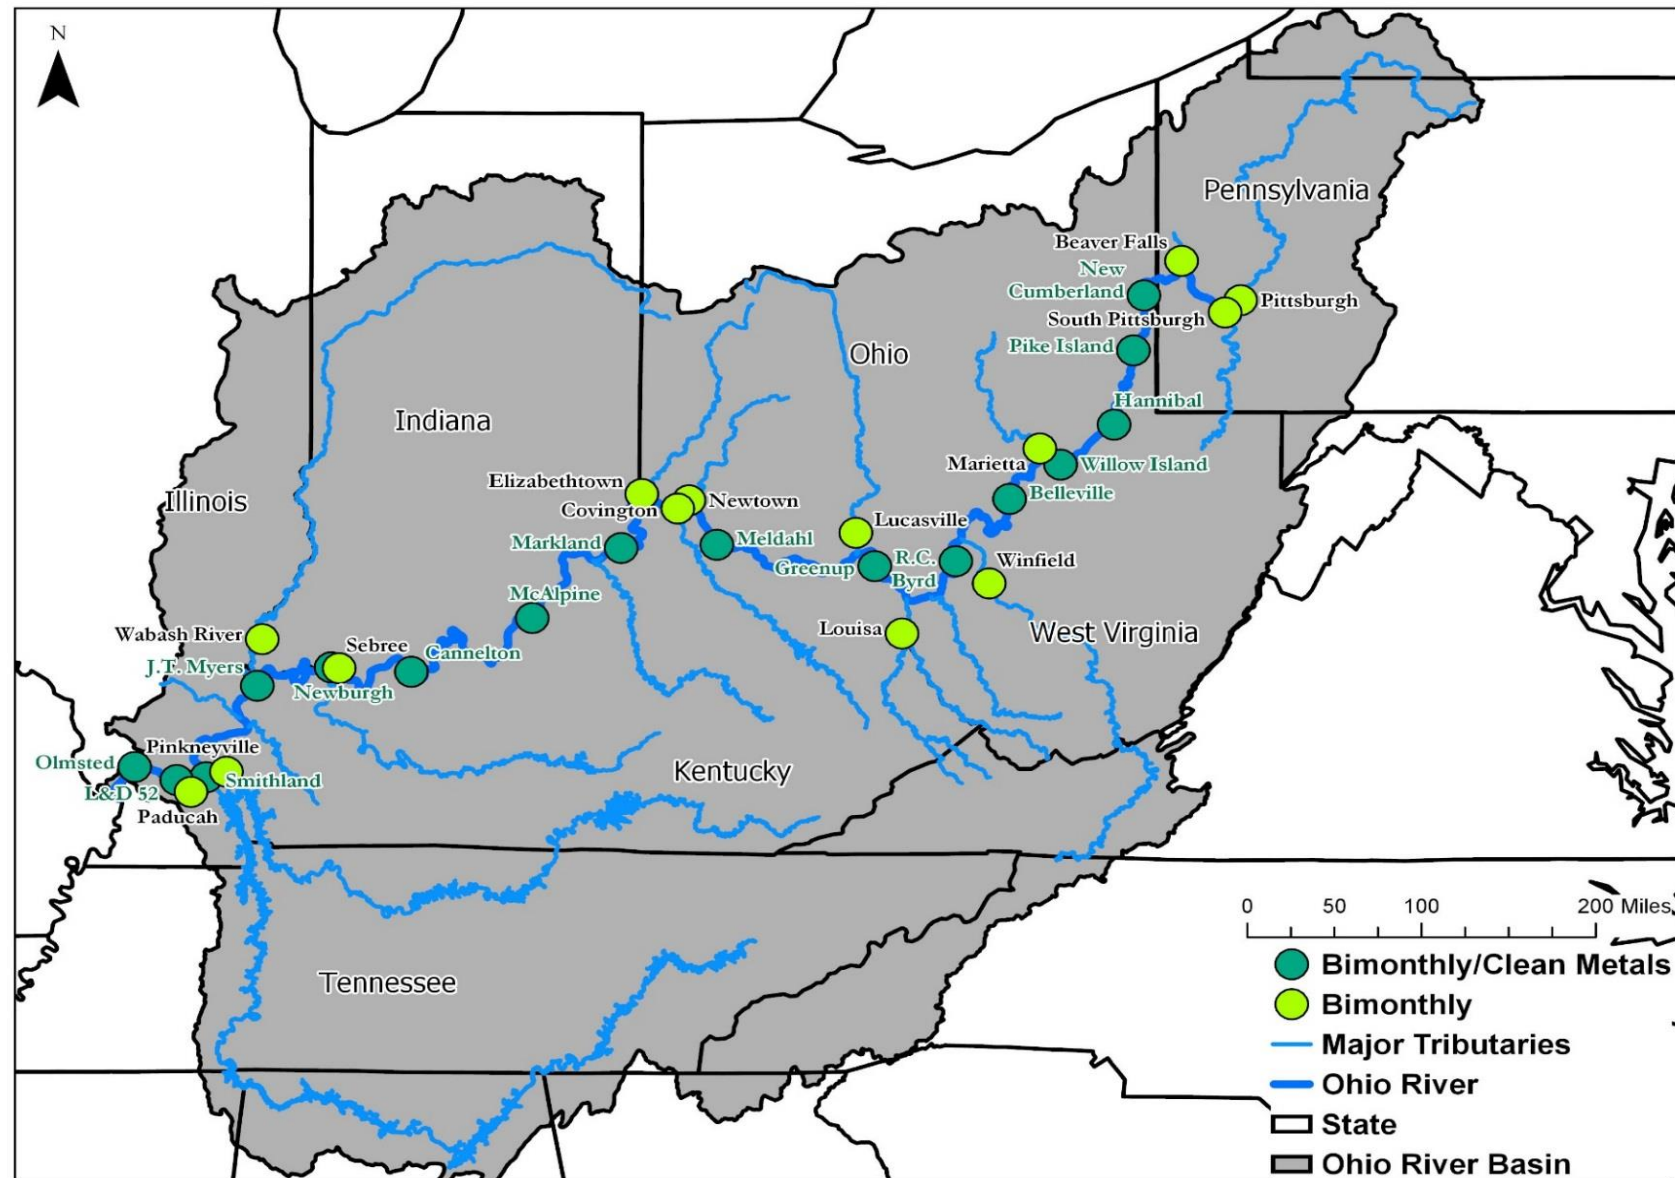 N
Pennsylvania
Beaver Falls
New
Cumberland
Pittsburgh
South Pittsburgh
Pike Island
Ohio
Hannibal
Indiana
Marietta
Willow Island
Elizabethtown
Belleville
Illinois
Newtown
Covington
Lucasville
Markland
Meldahl
R.C.
Byrd
Winfield
Greenup
McAlpine
Louisa
West Virginia
Wabash River
Sebree
Cannelton
J.T. Myers
Newburgh
Pinkneyville
Olmsted
Smithland
Kentucky
L&D 52
Paducah
Tennessee
0 50 100 200 Miles
Bimonthly/Clean Metals
Bimonthly
Major Tributaries
Ohio River
State
Ohio River Basin